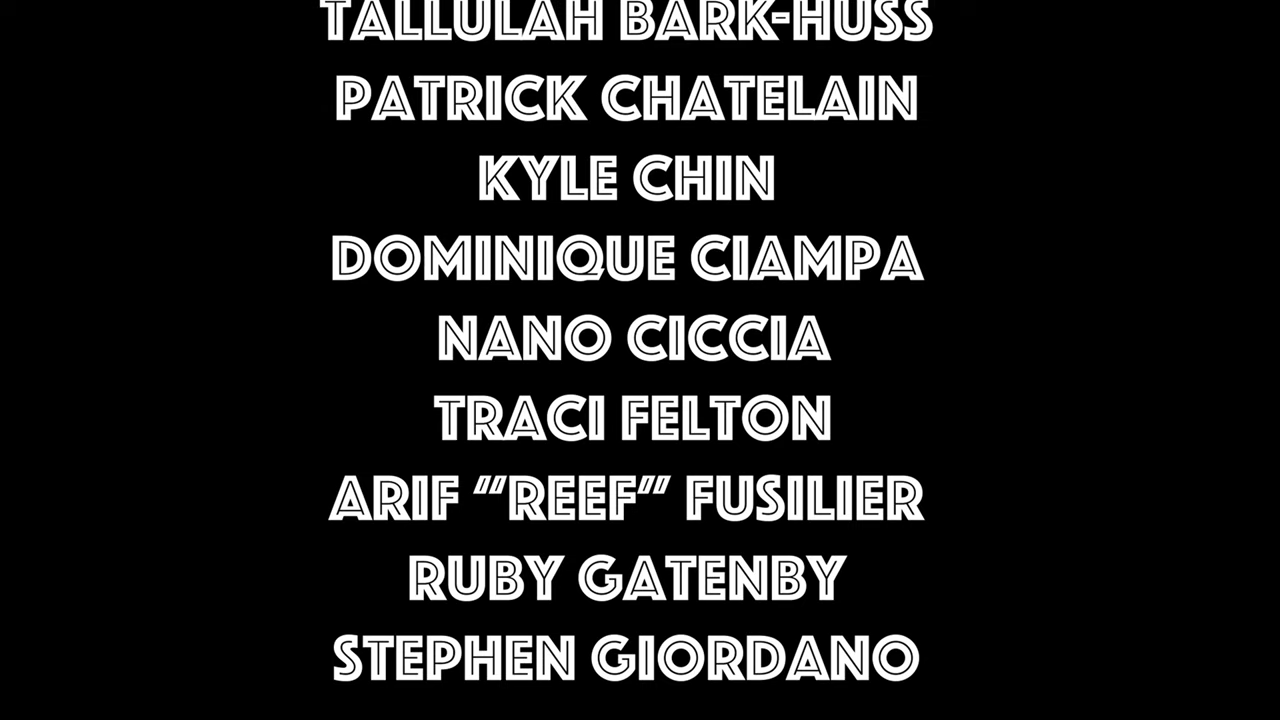 TALLULAH BARK-HUSS
PATRICK CHATELAIN
KYLE CHIN
DOMINIQUE CIAMPA
NANO CICCIA
TRACI FELTON
ARIF "REEF" FUSILIER
RUBY GATENBY
STEPHEN GIORDANO